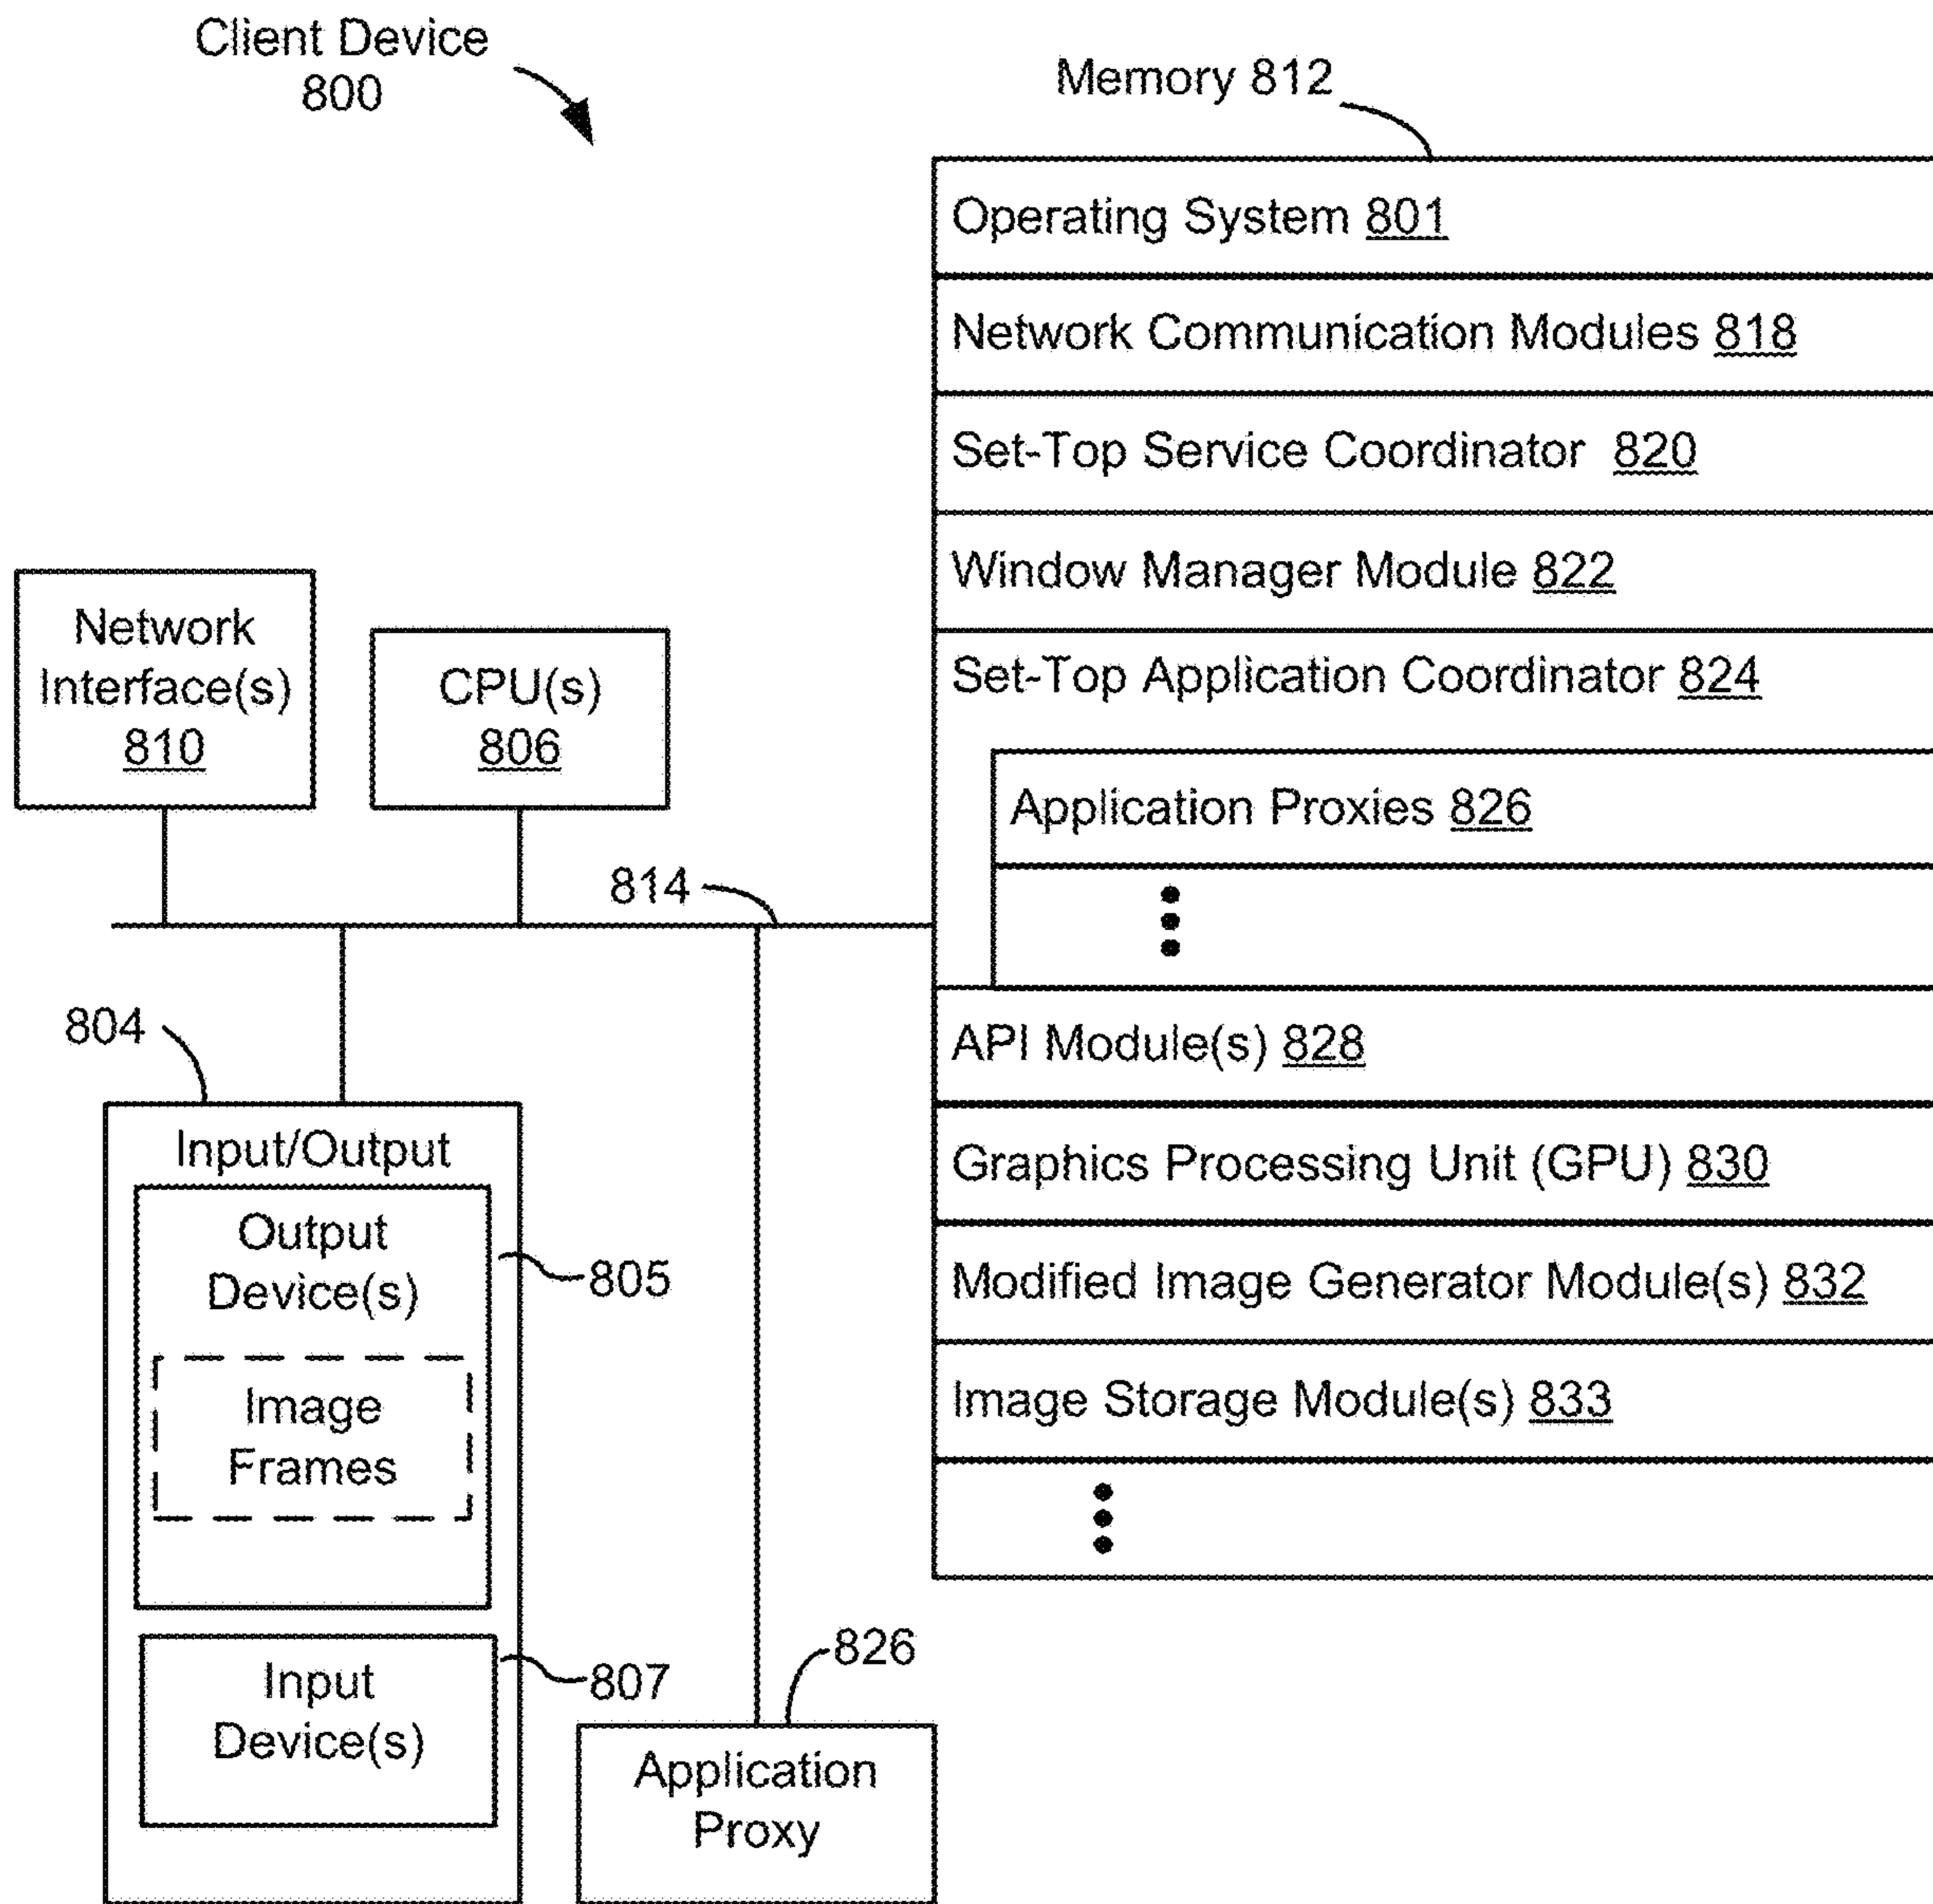 Client Device
800
Memory 812
Operating System 801
Network Communication Modules 818
Set-Top Service Coordinator 820
Window Manager Module 822
Set-Top Application Coordinator 824
Application Proxies 826
API Module(s) 828
Graphics Processing Unit (GPU) 830
Modified Image Generator Module(s) 832
Image Storage Module(s) 833
Network
Interface(s)
810
CPU(s)
806
814
804
Input/Output
Output
Device(s)
805
Image
Frames
Input
Device(s)
807
826
Application
Proxy